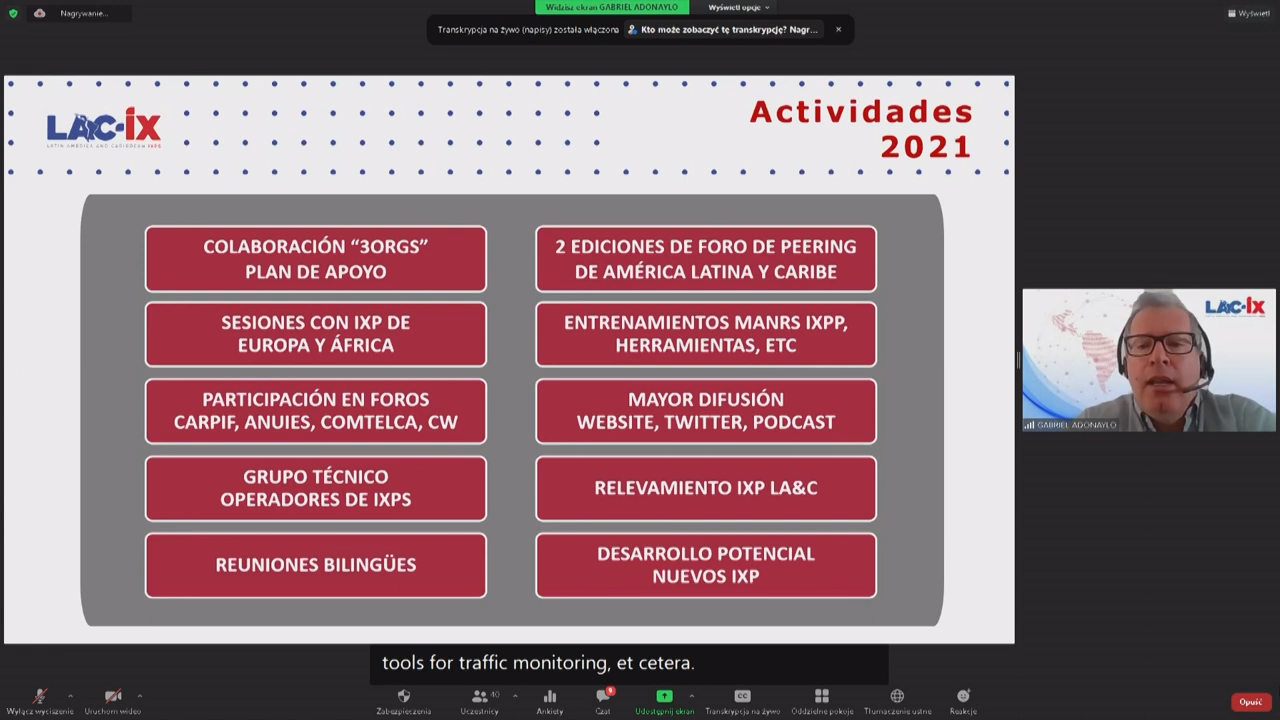 Nagrywanie...
Widzisz ekran GABRIEL ADONAYLO
Wyświetl opcje
Wyświetl
Transkrypcja na żywo (napisy) została włączona
Kto może zobaczyć tę transkrypcję? Nagr...
LAC-IX
LATIN AMERICA AND CARIBBEAN IXPS
Actividades
2021
COLABORACIÓN “3ORGS”
PLAN DE APOYO
2 EDICIONES DE FORO DE PEERING
DE AMÉRICA LATINA Y CARIBE
SESIONES CON IXP DE
EUROPA Y ÁFRICA
ENTRENAMIENTOS MANRS IXPP,
HERRAMIENTAS, ETC
PARTICIPACIÓN EN FOROS
CARPIF, ANUIES, COMTELCA, CW
MAYOR DIFUSIÓN
WEBSITE, TWITTER, PODCAST
GRUPO TÉCNICO
OPERADORES DE IXPS
RELEVAMIENTO IXP LA&C
REUNIONES BILINGÜES
DESARROLLO POTENCIAL
NUEVOS IXP
LAC-IX
GABRIEL ADONAYLO
tools for traffic monitoring, et cetera.
Wyłącz wyciszenie
Uruchom wideo
Zabezpieczenia
40
Uczestnicy
Ankiety
9
Czat
Udostępnij ekran
CC
Transkrypcja na żywo
Oddzielne pokoje
Tłumaczenie ustne
Reakcje
Opuść